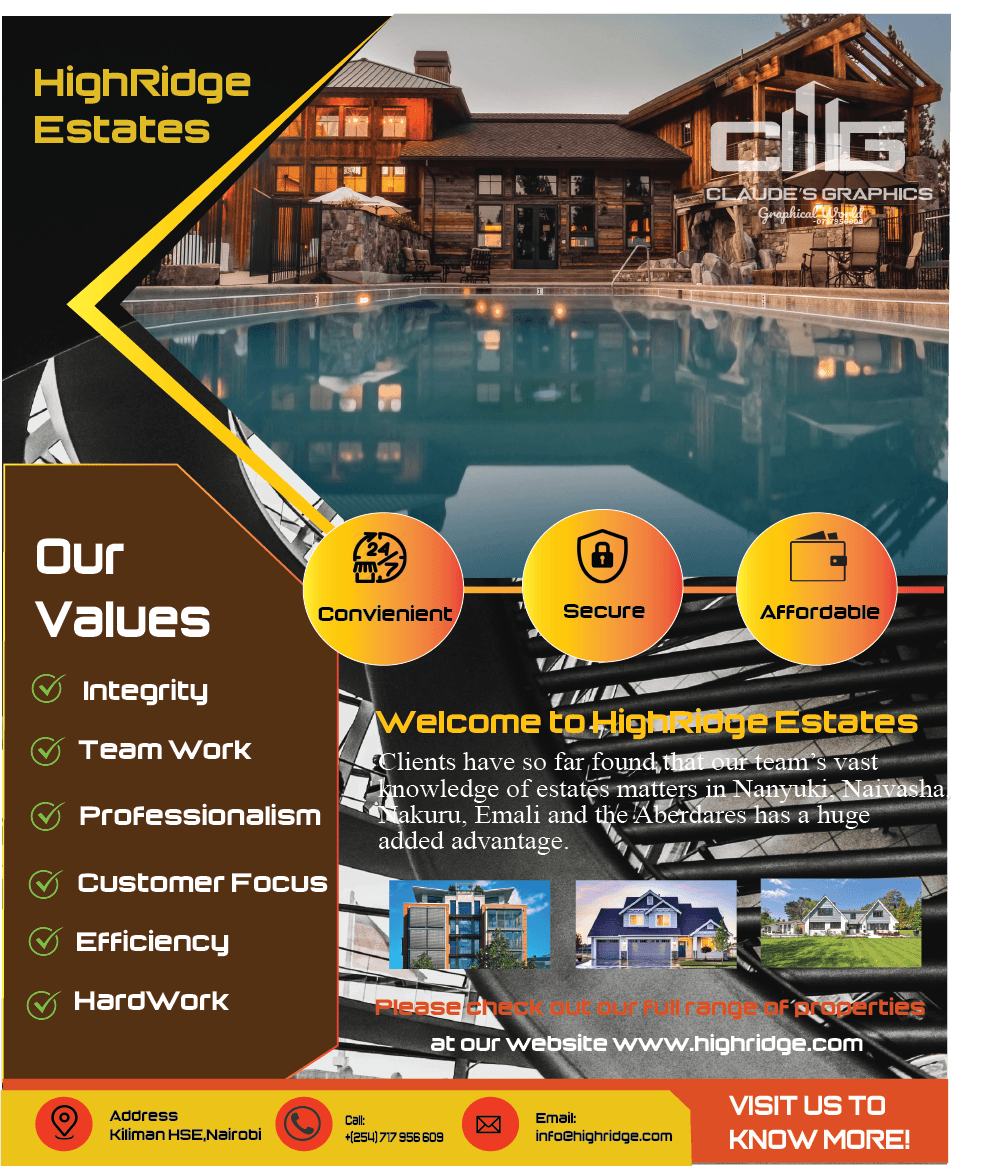 HighRidge
Estates
CMG
CLAUDE'S GRAPHICS
Graphical World
Our
Values
Integrity
Team Work
Professionalism
Customer Focus
Efficiency
HardWork
24
7
Convienient
Secure
Affordable
Welcome to HighRidge Estates
Clients have so far found that our team's vast
knowledge of estates matters in Nanyuki, Naivasha
Nakuru, Emali and the Aberdares has a huge
added advantage.
Please check out our full range of properties
at our website www.highridge.com
Address
Kiliman HSE,Nairobi
Call:
+(254) 717 956 609
Email:
info@highridge.com
VISIT US TO
KNOW MORE!